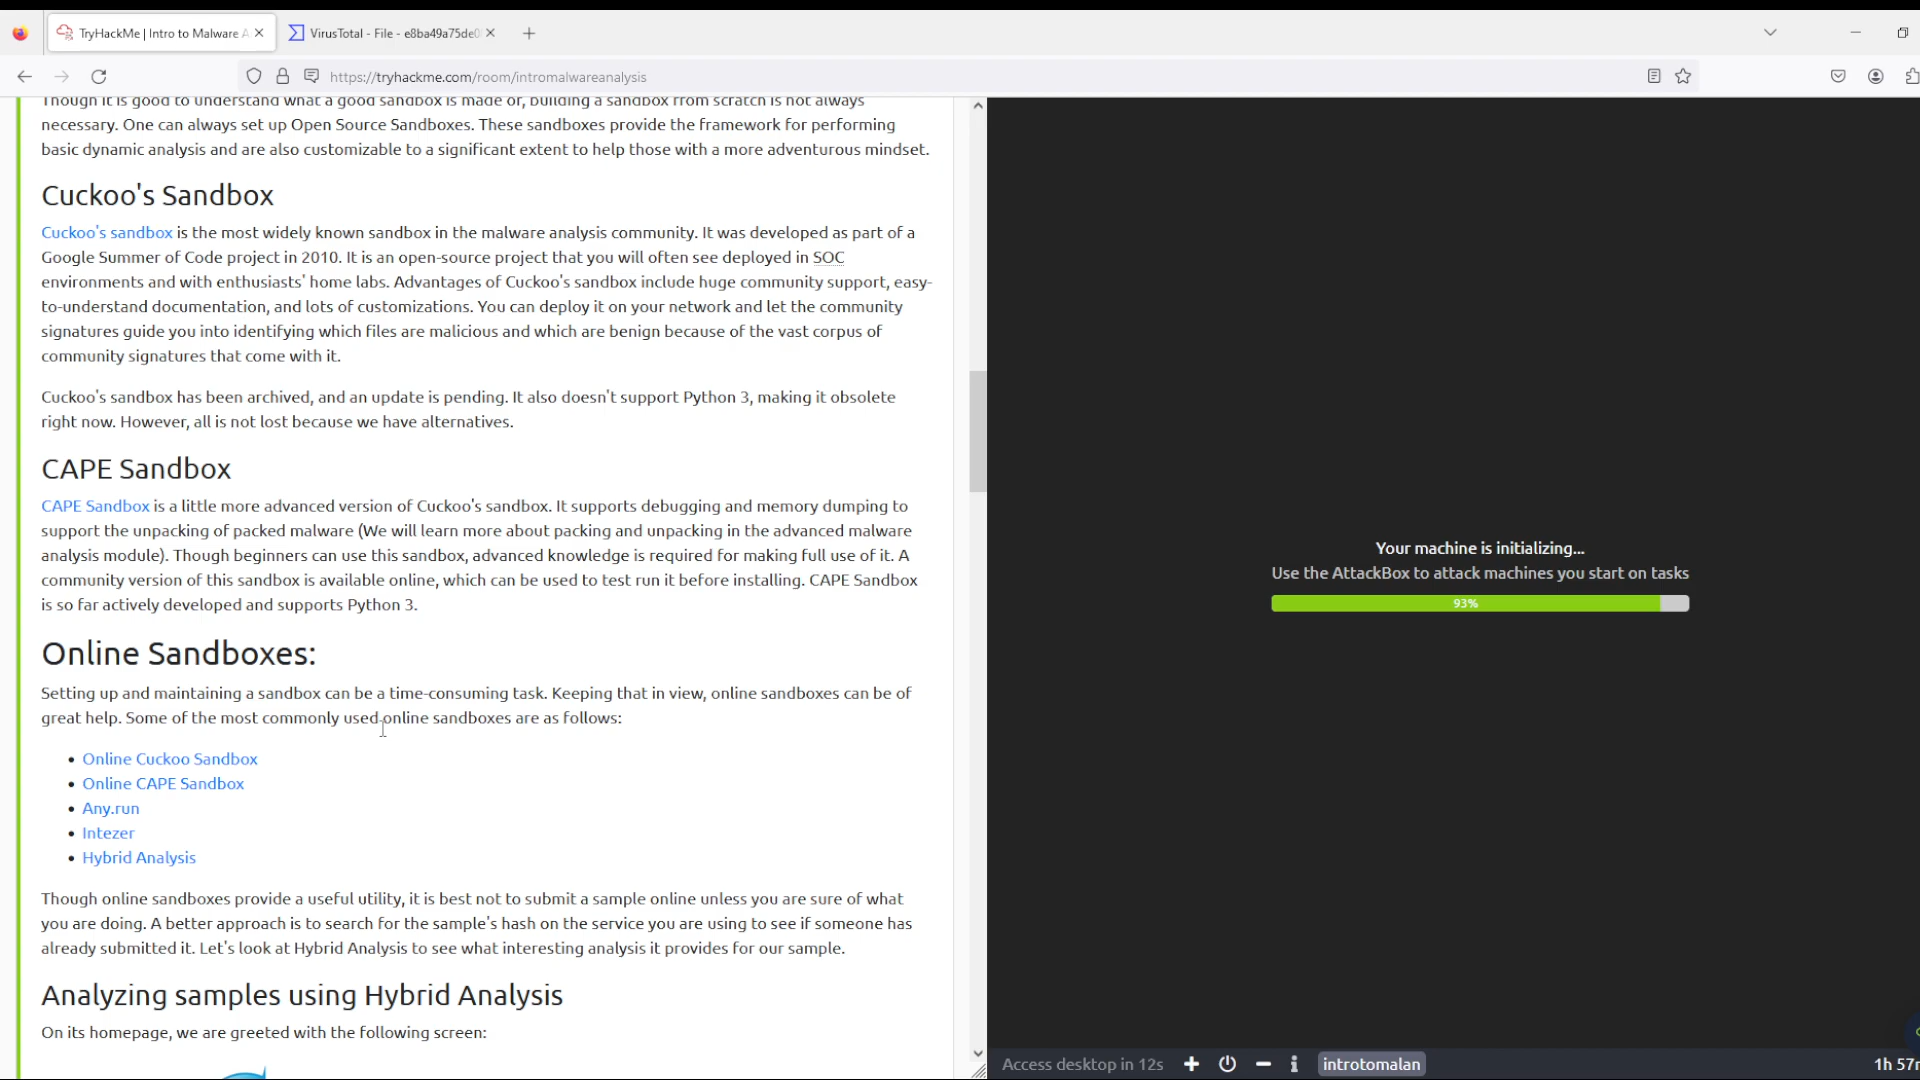 TryHackMe | Intro to Malware A
VirusTotal - File - e8ba49a75de0
https://tryhackme.com/room/intromalwareanalysis
Though it is good to understand what a good sandbox is made of, building a sandbox from scratch is not always
necessary. One can always set up Open Source Sandboxes. These sandboxes provide the framework for performing
basic dynamic analysis and are also customizable to a significant extent to help those with a more adventurous mindset.
Cuckoo's Sandbox
Cuckoo's sandbox is the most widely known sandbox in the malware analysis community. It was developed as part of a
Google Summer of Code project in 2010. It is an open-source project that you will often see deployed in SOC
environments and with enthusiasts' home labs. Advantages of Cuckoo's sandbox include huge community support, easy-
to-understand documentation, and lots of customizations. You can deploy it on your network and let the community
signatures guide you into identifying which files are malicious and which are benign because of the vast corpus of
community signatures that come with it.
Cuckoo's sandbox has been archived, and an update is pending. It also doesn't support Python 3, making it obsolete
right now. However, all is not lost because we have alternatives.
CAPE Sandbox
CAPE Sandbox is a little more advanced version of Cuckoo's sandbox. It supports debugging and memory dumping to
support the unpacking of packed malware (We will learn more about packing and unpacking in the advanced malware
analysis module). Though beginners can use this sandbox, advanced knowledge is required for making full use of it. A
community version of this sandbox is available online, which can be used to test run it before installing. CAPE Sandbox
is so far actively developed and supports Python 3.
Online Sandboxes:
Setting up and maintaining a sandbox can be a time-consuming task. Keeping that in view, online sandboxes can be of
great help. Some of the most commonly used online sandboxes are as follows:
• Online Cuckoo Sandbox
• Online CAPE Sandbox
• Any.run
• Intezer
• Hybrid Analysis
Though online sandboxes provide a useful utility, it is best not to submit a sample online unless you are sure of what
you are doing. A better approach is to search for the sample's hash on the service you are using to see if someone has
already submitted it. Let's look at Hybrid Analysis to see what interesting analysis it provides for our sample.
Analyzing samples using Hybrid Analysis
On its homepage, we are greeted with the following screen:
Your machine is initializing...
Use the AttackBox to attack machines you start on tasks
93%
Access desktop in 12s
introtomalan
1h 57m